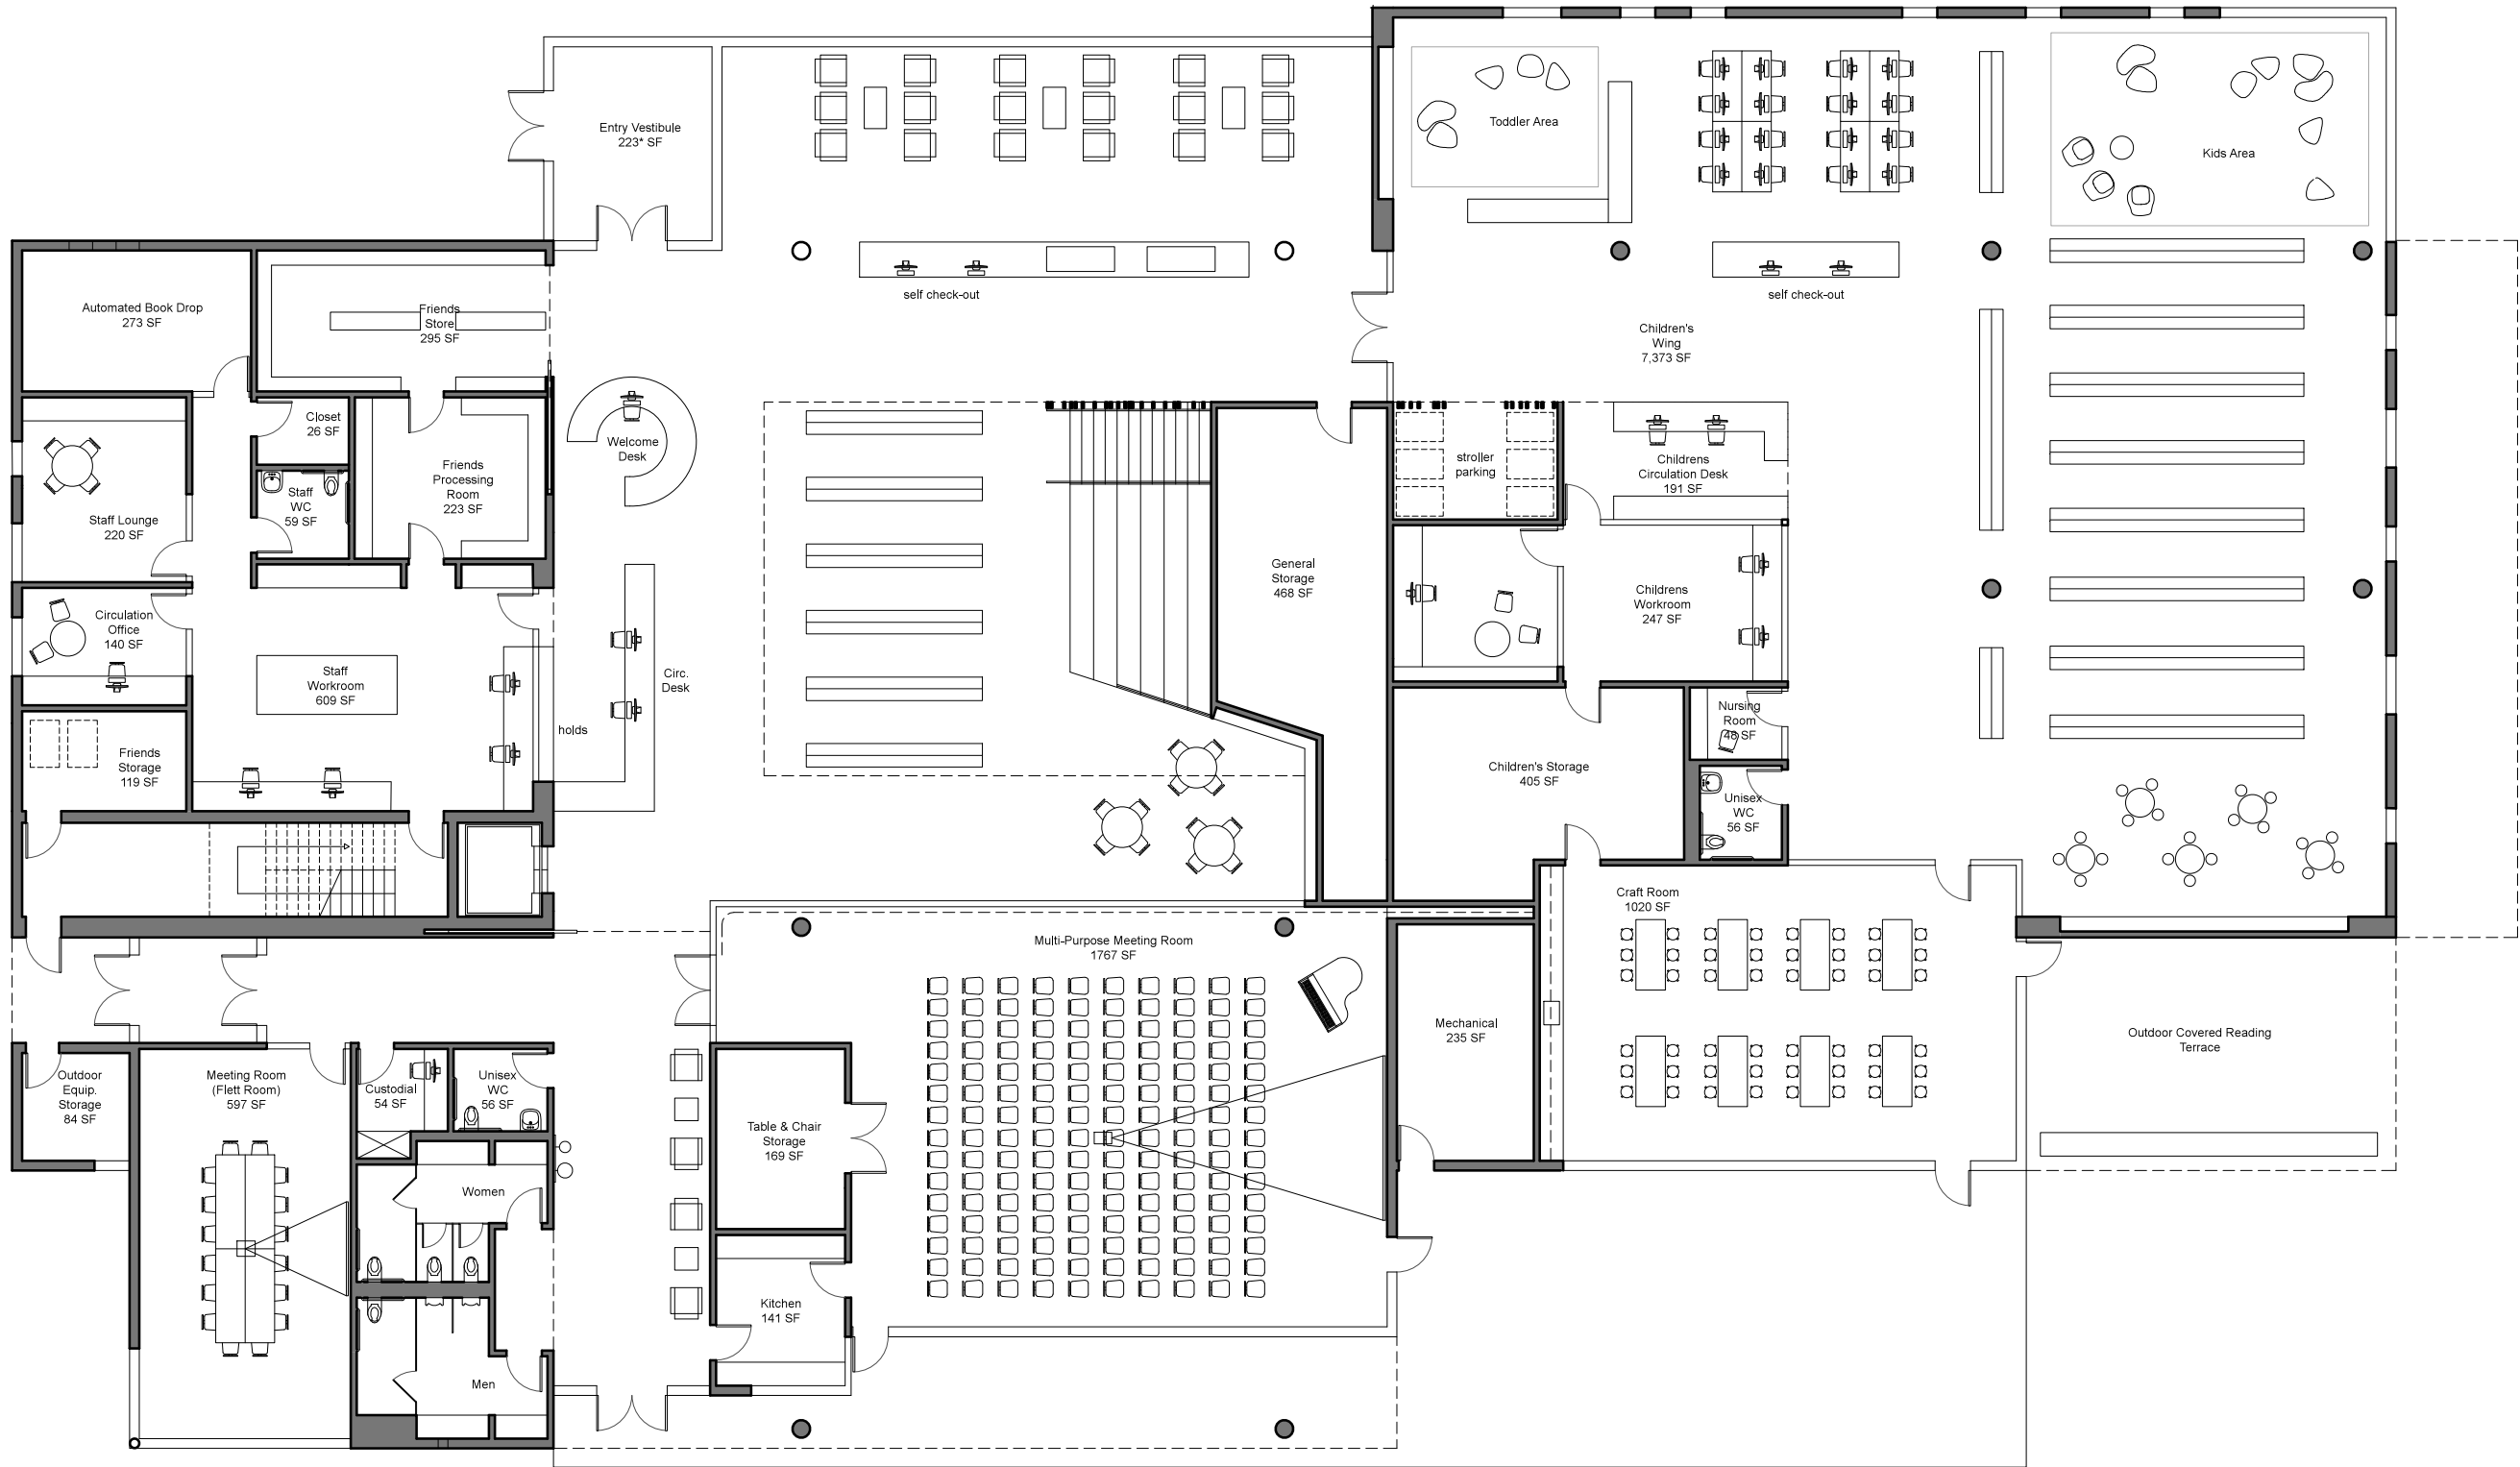 Entry Vestibule
223* SF
Toddler Area
Kids Area
self check-out
self check-out
Automated Book Drop
273 SF
Friends
Store
295 SF
Children's
Wing
7,373 SF
Closet
26 SF
Welcome
Desk
Friends
Processing
Room
223 SF
Staff
WC
59 SF
Staff Lounge
220 SF
stroller
parking
Childrens
Circulation Desk
191 SF
General
Storage
468 SF
Childrens
Workroom
247 SF
Circulation
Office
140 SF
Staff
Workroom
609 SF
Circ.
Desk
holds
Friends
Storage
119 SF
Nursing
Room
48 SF
Children's Storage
405 SF
Unisex
WC
56 SF
Craft Room
1020 SF
Multi-Purpose Meeting Room
1767 SF
Mechanical
235 SF
Outdoor Covered Reading
Terrace
Outdoor
Equip.
Storage
84 SF
Meeting Room
(Flett Room)
597 SF
Custodial
54 SF
Unisex
WC
56 SF
Table & Chair
Storage
169 SF
Women
Kitchen
141 SF
Men